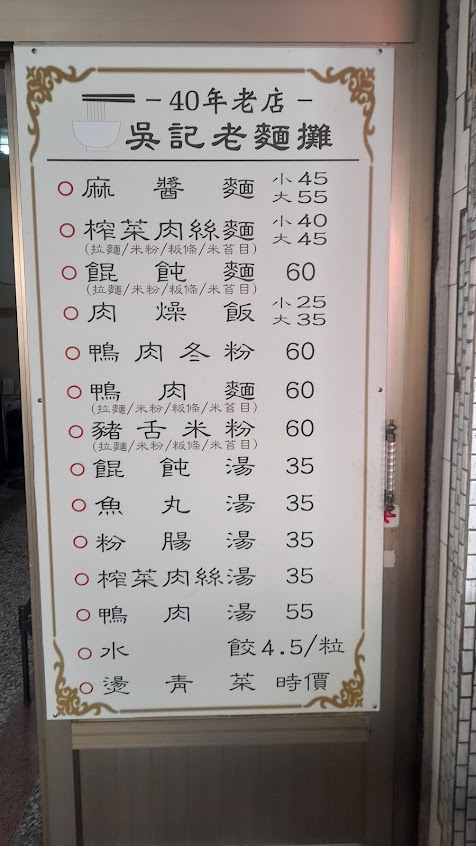 -40年老店-
吳記老麵攤
麻醬麵 小45 大55
榨菜肉絲麵 小40 大45
(拉麵/米粉/粄條/米苔目)
餛飩麵 60
(拉麵/米粉/粄條/米苔目)
肉燥飯 小25 大35
鴨肉冬粉 60
鴨肉麵 60
(拉麵/米粉/粄條/米苔目)
豬舌米粉 60
(拉麵/米粉/粄條/米苔目)
餛飩湯 35
魚丸湯 35
粉腸湯 35
榨菜肉絲湯 35
鴨肉湯 55
水餃 4.5/粒
燙青菜 時價